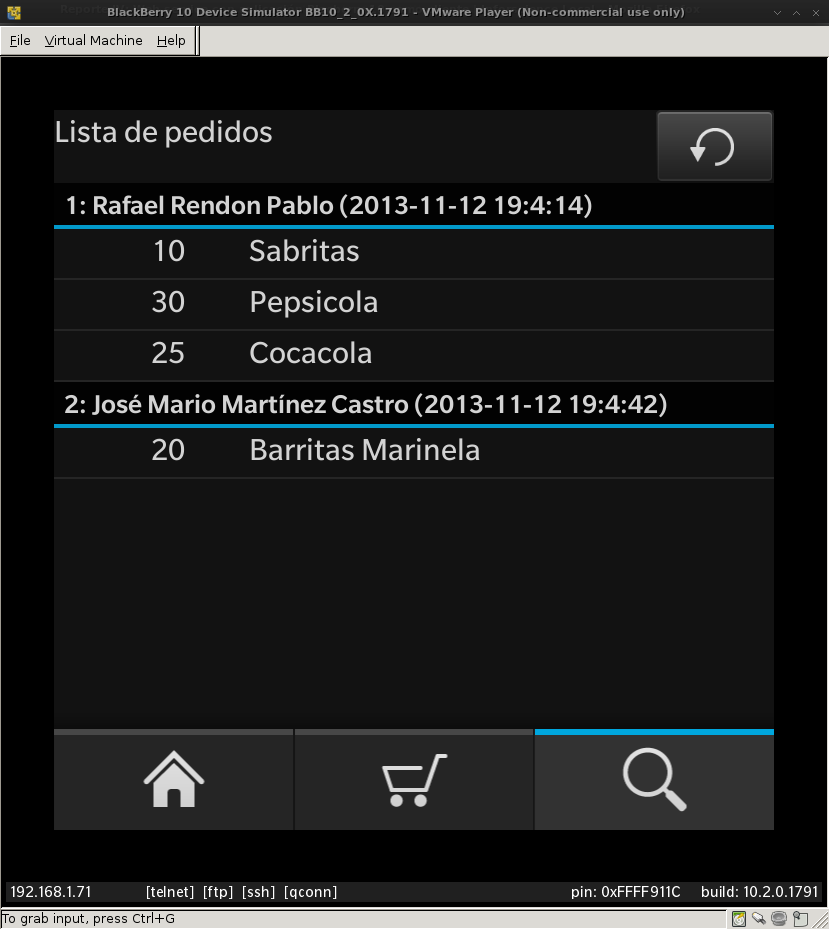 BlackBerry 10 Device Simulator BB10_2_0X.1791 - VMware Player (Non-commercial use only)
File Virtual Machine Help
Lista de pedidos
1: Rafael Rendon Pablo (2013-11-12 19:4:14)
10 Sabritas
30 Pepsicola
25 Cocacola
2: José Mario Martínez Castro (2013-11-12 19:4:42)
20 Barritas Marinela
192.168.1.71 [telnet] [ftp] [ssh] [qconn] pin: 0xFFFF911C build: 10.2.0.1791
To grab input, press Ctrl+G